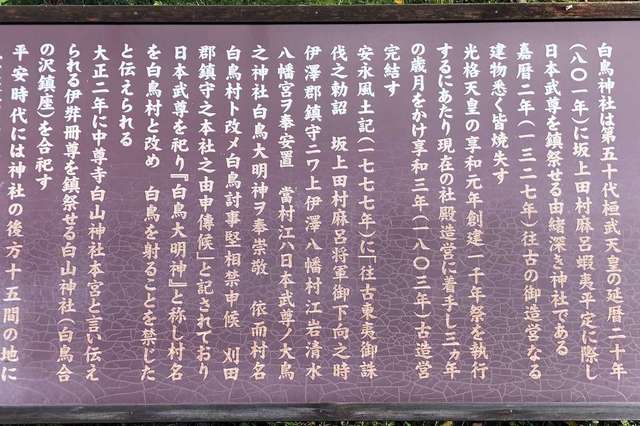 白鳥神社は第五十代桓武天皇の延暦二十年
(八〇一年)に坂上田村麻呂蝦夷平定に際し
日本武尊を鎮祭せる由緒深き神社である
嘉暦二年(一三二七年)往古の御造営なる
建物悉く皆焼失す
光格天皇の享和元年創建一千年祭を執行
するにあたり現在の社殿造営に着手し三ヵ年
の歳月をかけ享和三年(一八〇三年)古造営
完結す
安永風土記(一七七七年)に「往古東夷御誅
伐之勅詔 坂上田村麻呂将軍御下向之時
伊澤郡鎮守ニワ上伊澤八幡村江岩清水
八幡宮ヲ奉安置 當村江ハ日本武尊ノ大鳥
之神社白鳥大明神ヲ奉崇敬 依而村名
白鳥村ト改メ白鳥討事堅相禁申候 刈田
郡鎮守之本社之由申傳候」と記されており
日本武尊を祀り『白鳥大明神』と称し村名
を白鳥村と改め 白鳥を射ることを禁じた
と伝えられる
大正二年に中尊寺白山神社本宮と言い伝え
られる伊弉冊尊を鎮祭せる白山神社(白鳥舘
の沢鎮座)を合祀す
平安時代には神社の後方十五間の地に